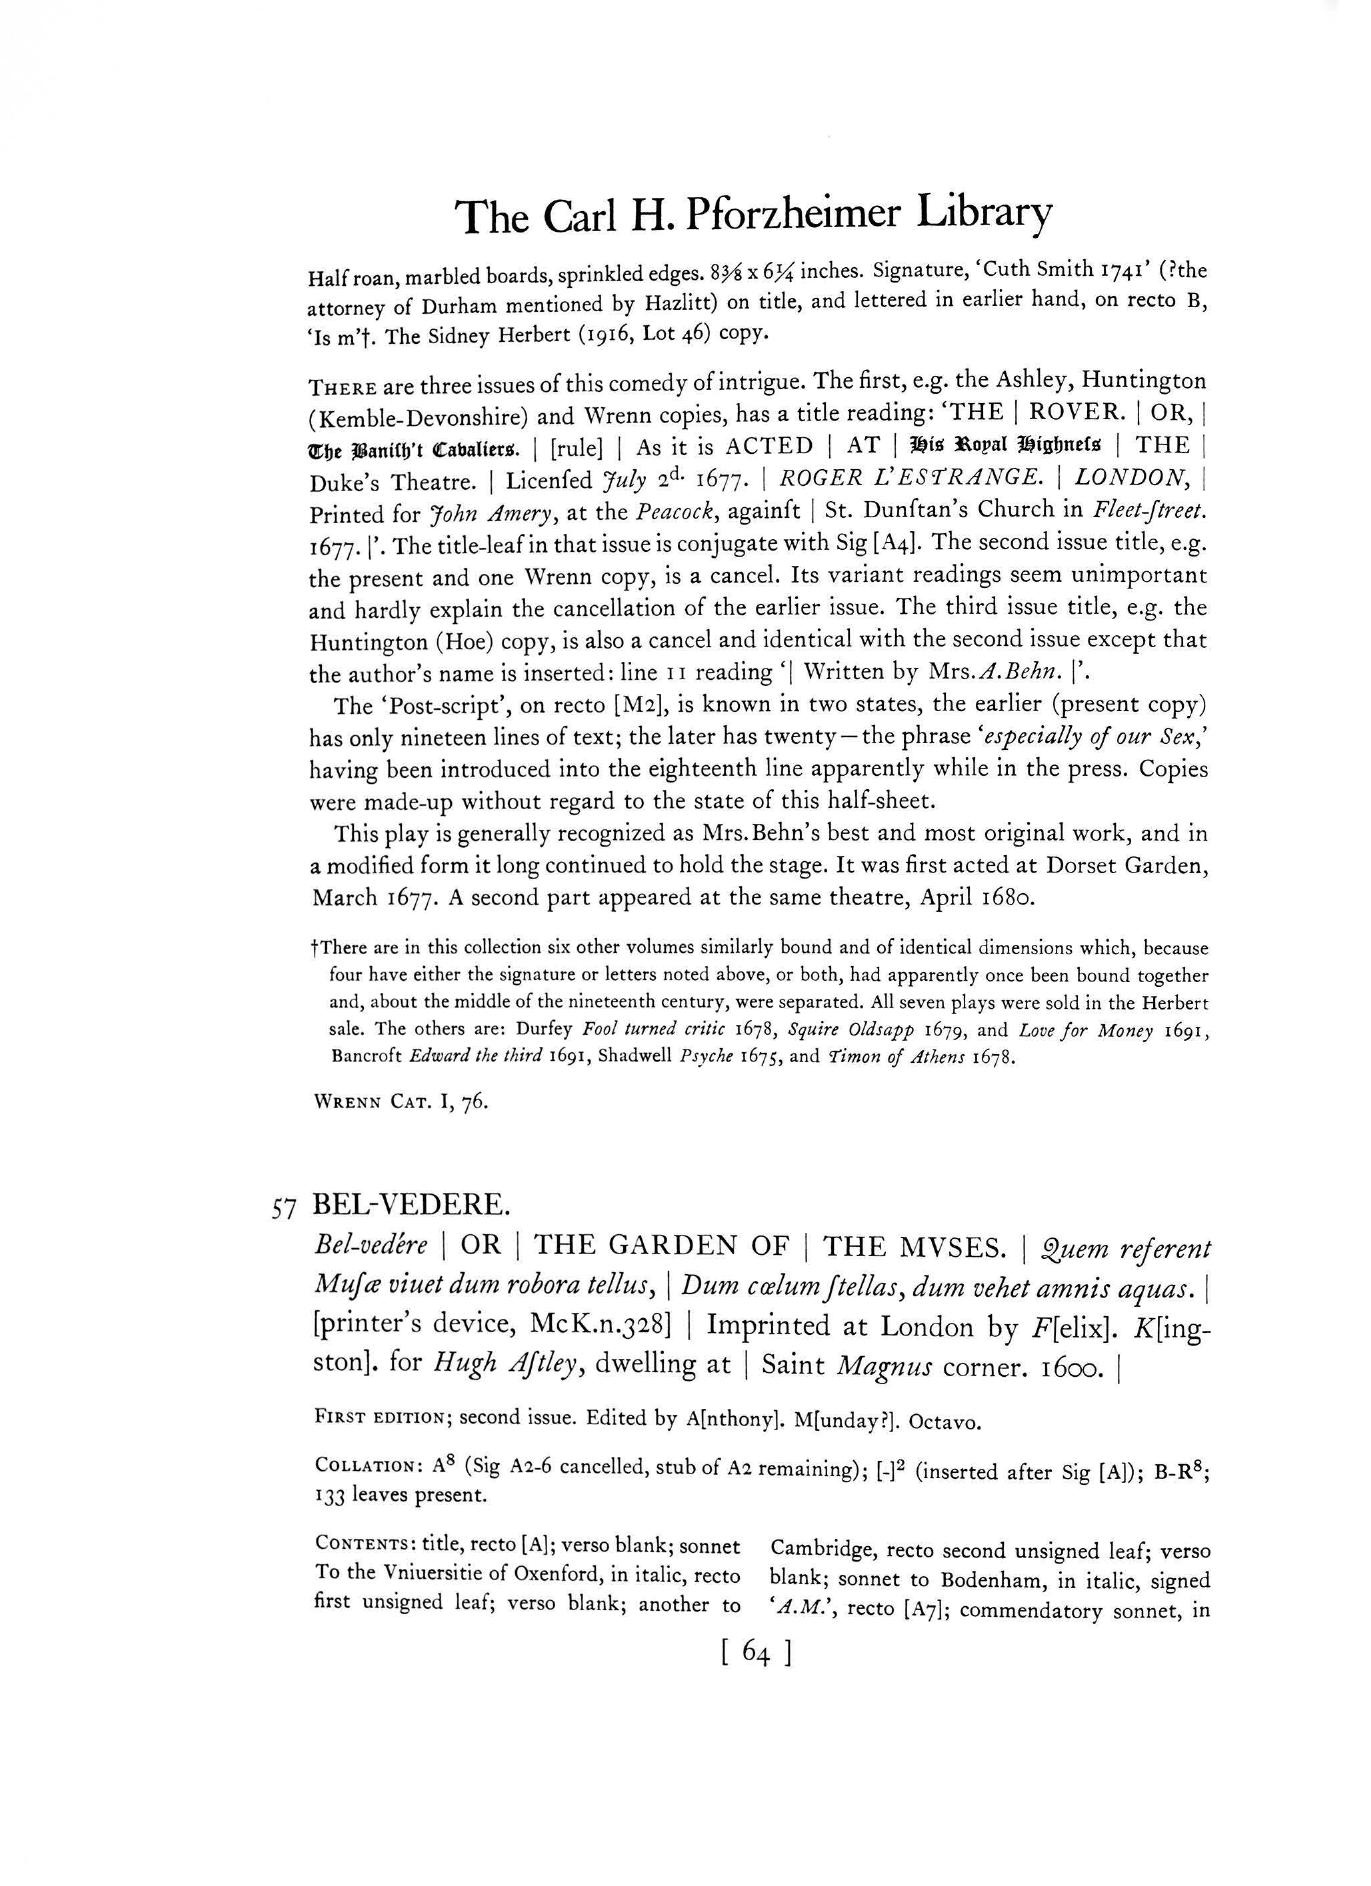 The Carl H. Pforzheimer Library
Half roan, marbled boards, sprinkled edges. 8⅜ x 6¼ inches. Signature, ‘Cuth Smith 1741’ (?the
attorney of Durham mentioned by Hazlitt) on title, and lettered in earlier hand, on recto B,
‘Is m’†. The Sidney Herbert (1916, Lot 46) copy.
THERE are three issues of this comedy of intrigue. The first, e.g. the Ashley, Huntington
(Kemble-Devonshire) and Wrenn copies, has a title reading: ‘THE | ROVER. | OR, |
The Baniſh’t Cavaliers. | [rule] | As it is ACTED | AT | His Royal Highneſs | THE |
Duke’s Theatre. | Licenſed July 2d. 1677. | ROGER L’ESTRANGE. | LONDON, |
Printed for John Amery, at the Peacock, againſt | St. Dunſtan’s Church in Fleet-ſtreet.
1677. |’. The title-leaf in that issue is conjugate with Sig [A4]. The second issue title, e.g.
the present and one Wrenn copy, is a cancel. Its variant readings seem unimportant
and hardly explain the cancellation of the earlier issue. The third issue title, e.g. the
Huntington (Hoe) copy, is also a cancel and identical with the second issue except that
the author’s name is inserted: line 11 reading ‘| Written by Mrs. A. Behn. |’.
The ‘Post-script’, on recto [M2], is known in two states, the earlier (present copy)
has only nineteen lines of text; the later has twenty—the phrase ‘especially of our Sex,’
having been introduced into the eighteenth line apparently while in the press. Copies
were made-up without regard to the state of this half-sheet.
This play is generally recognized as Mrs. Behn’s best and most original work, and in
a modified form it long continued to hold the stage. It was first acted at Dorset Garden,
March 1677. A second part appeared at the same theatre, April 1680.
†There are in this collection six other volumes similarly bound and of identical dimensions which, because
four have either the signature or letters noted above, or both, had apparently once been bound together
and, about the middle of the nineteenth century, were separated. All seven plays were sold in the Herbert
sale. The others are: Durfey Fool turned critic 1678, Squire Oldsapp 1679, and Love for Money 1691,
Bancroft Edward the third 1691, Shadwell Psyche 1675, and Timon of Athens 1678.
WRENN CAT. I, 76.
57 BEL-VEDERE.
Bel-vedére | OR | THE GARDEN OF | THE MVSES. | Quem referent
Muſæ viuet dum robora tellus, | Dum cœlum ſtellas, dum vehet amnis aquas. |
[printer’s device, McK.n.328] | Imprinted at London by F[elix]. K[ing-
ston]. for Hugh Aſtley, dwelling at | Saint Magnus corner. 1600. |
FIRST EDITION; second issue. Edited by A[nthony]. M[unday?]. Octavo.
COLLATION: A⁸ (Sig A2-6 cancelled, stub of A2 remaining); [-]² (inserted after Sig [A]); B-R⁸;
133 leaves present.
CONTENTS: title, recto [A]; verso blank; sonnet
To the Vniuersitie of Oxenford, in italic, recto
first unsigned leaf; verso blank; another to
Cambridge, recto second unsigned leaf; verso
blank; sonnet to Bodenham, in italic, signed
‘A.M.’, recto [A7]; commendatory sonnet, in
[ 64 ]